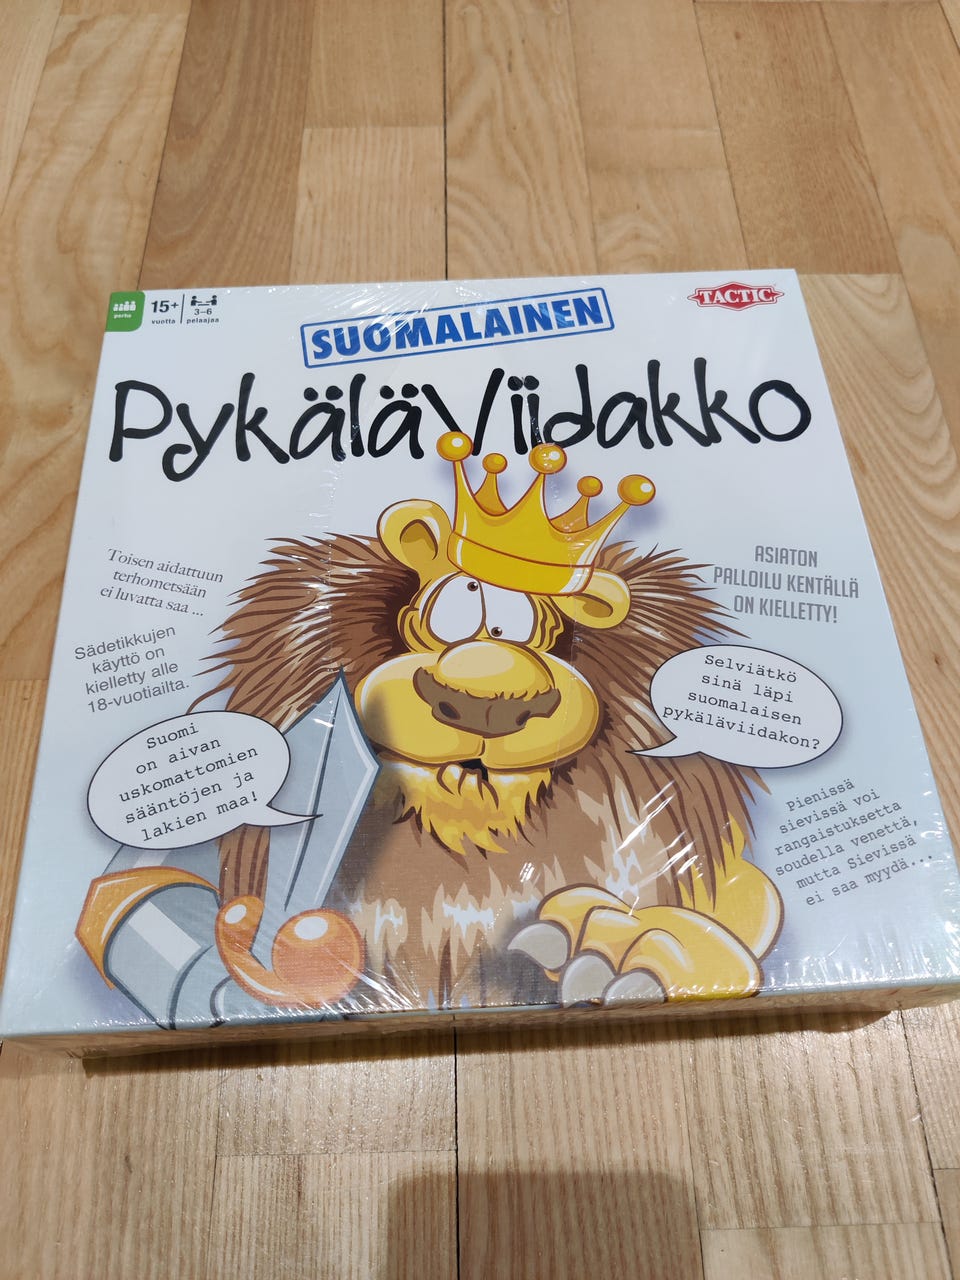 perhe
15+
vuotta
3–6
pelaajaa
TACTIC
SUOMALAINEN
PykäläViidakko
Toisen aidattuun
terhometsään
ei luvatta saa ...
ASIATON
PALLOILU KENTÄLLÄ
ON KIELLETTY!
Sädetikkujen
käyttö on
kielletty alle
18-vuotiailta.
Selviätkö
sinä läpi
suomalaisen
pykäläviidakon?
Suomi
on aivan
uskomattomien
sääntöjen ja
lakien maa!
Pienissä
sievissä voi
rangaistuksetta
soudella venettä,
mutta Sievissä
ei saa myydä...